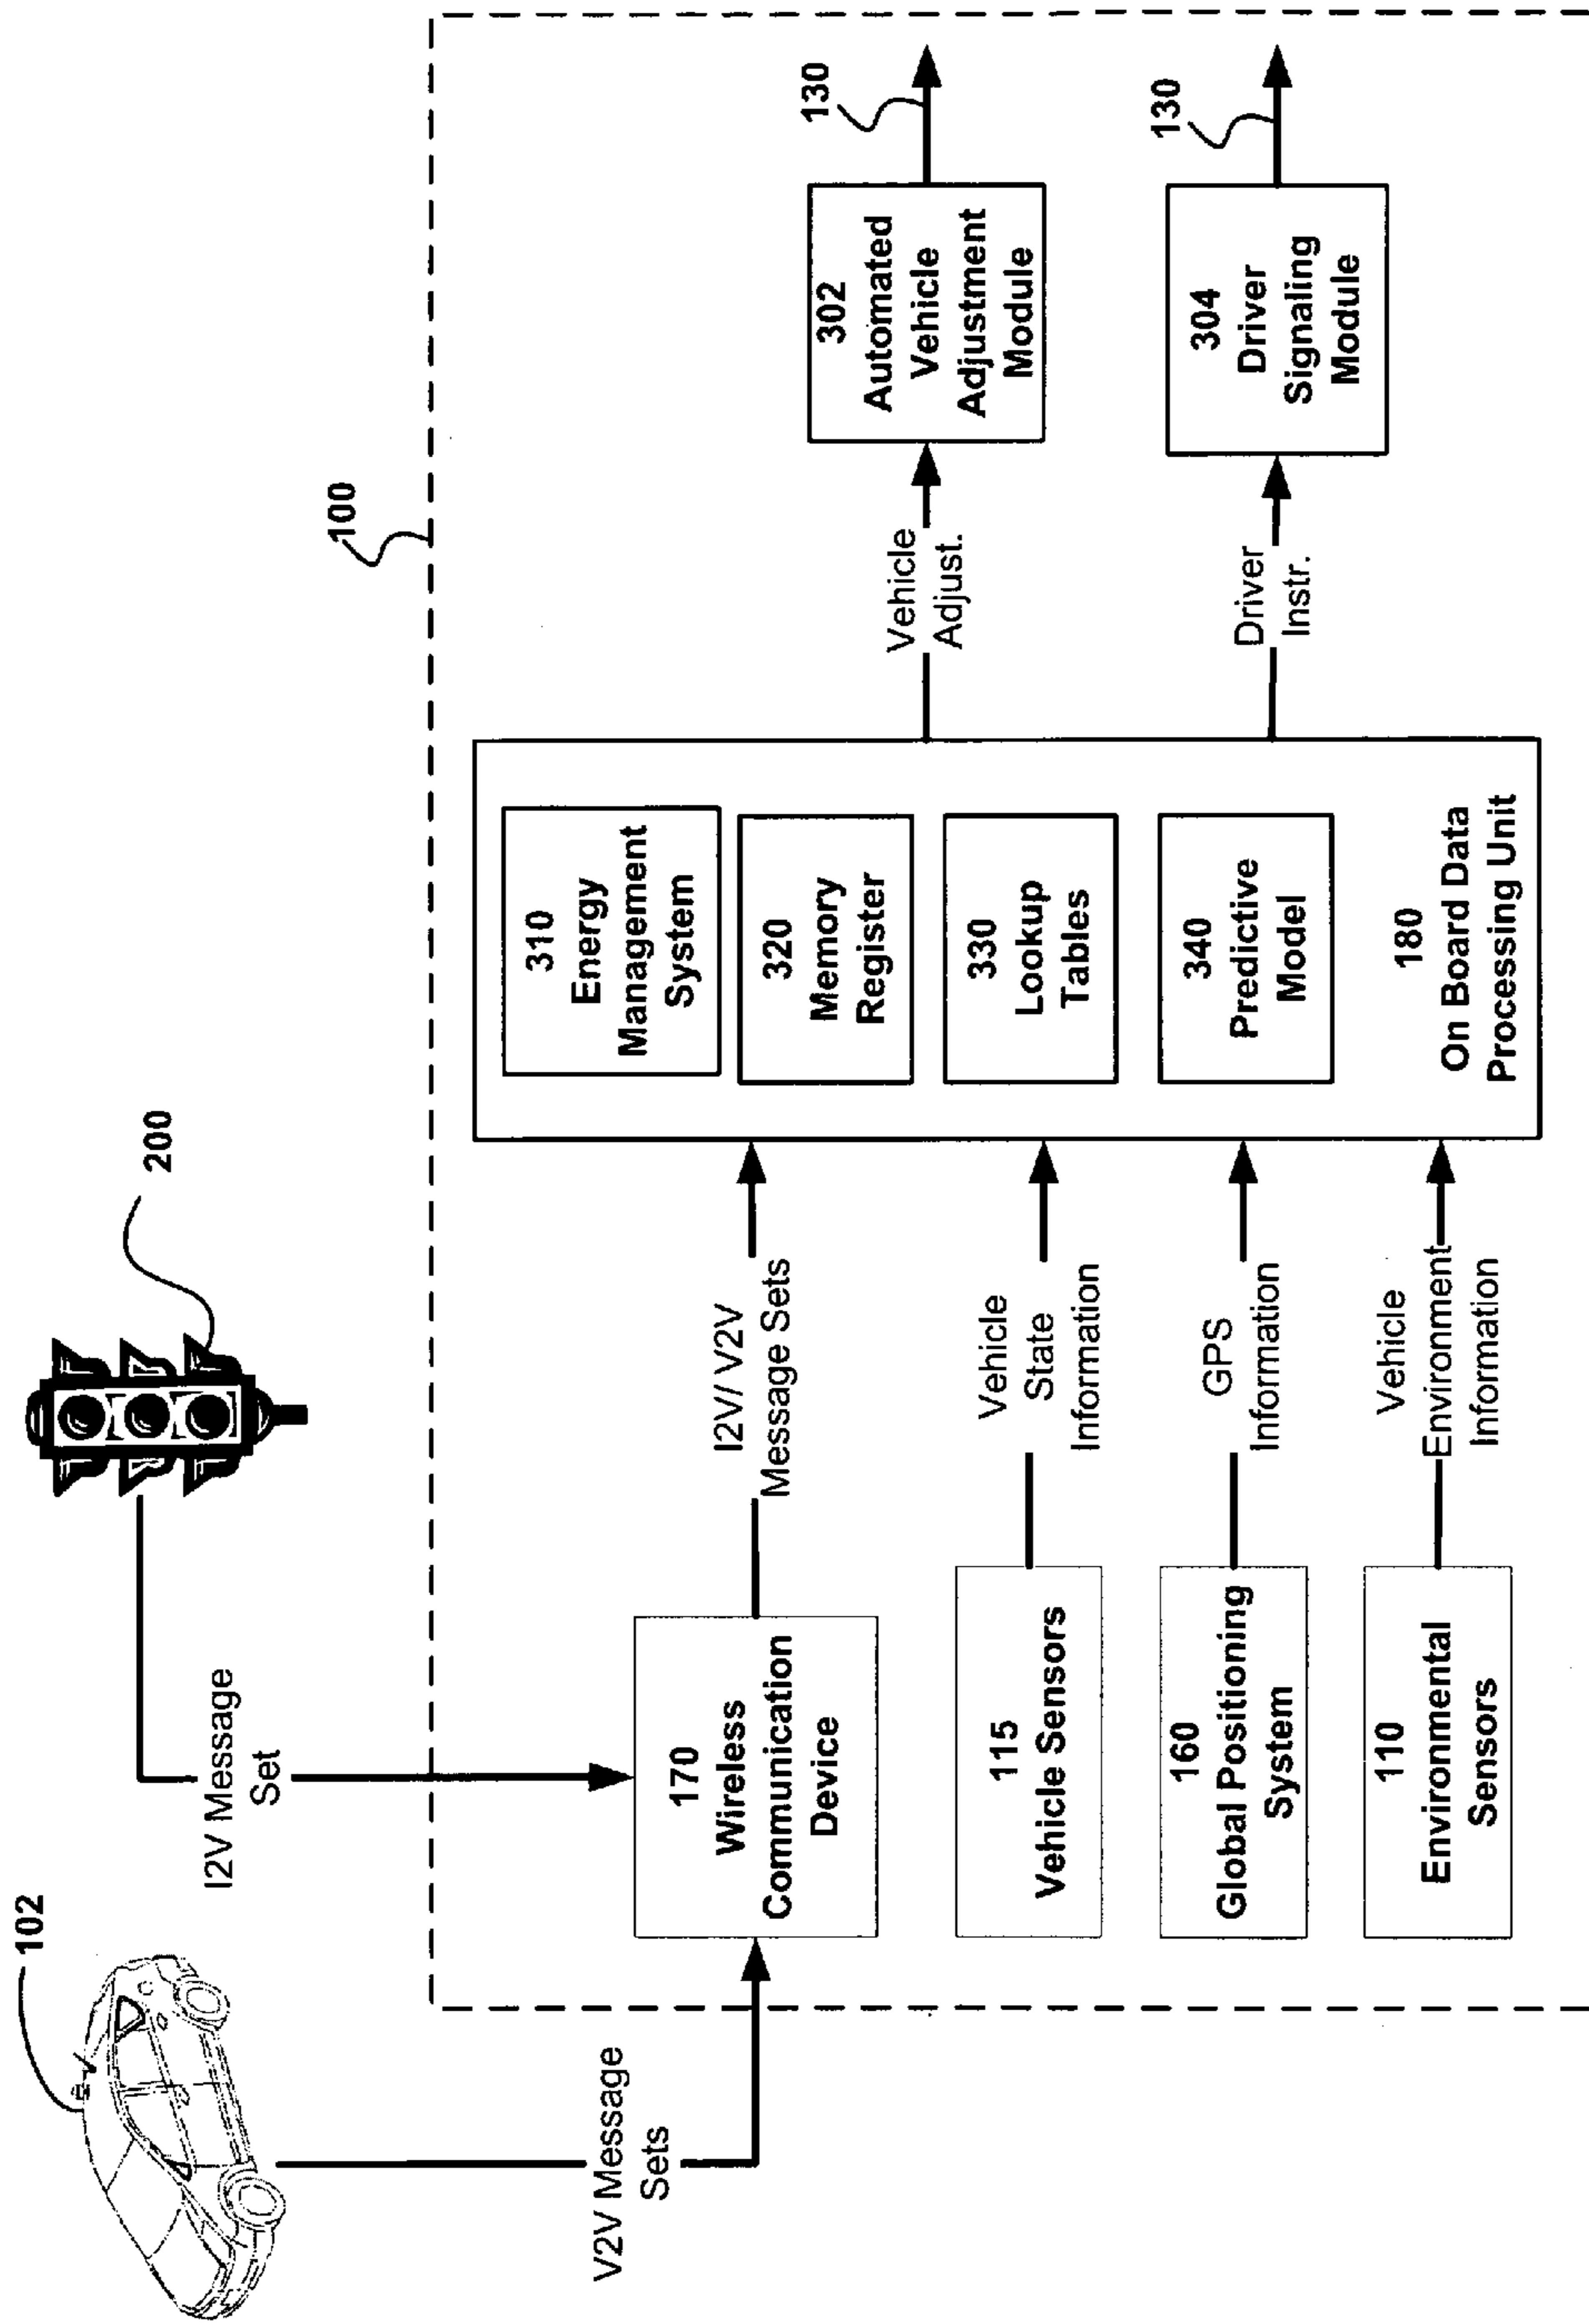 102
200
I2V Message
Set
V2V Message
Sets
100
170
Wireless
Communication
Device
I2V/ V2V
Message Sets
115
Vehicle Sensors
Vehicle
State
Information
160
Global Positioning
System
GPS
Information
110
Environmental
Sensors
Vehicle
Environment
Information
310
Energy
Management
System
320
Memory
Register
330
Lookup
Tables
340
Predictive
Model
180
On Board Data
Processing Unit
Vehicle
Adjust.
Driver
Instr.
302
Automated
Vehicle
Adjustment
Module
130
304
Driver
Signaling
Module
130